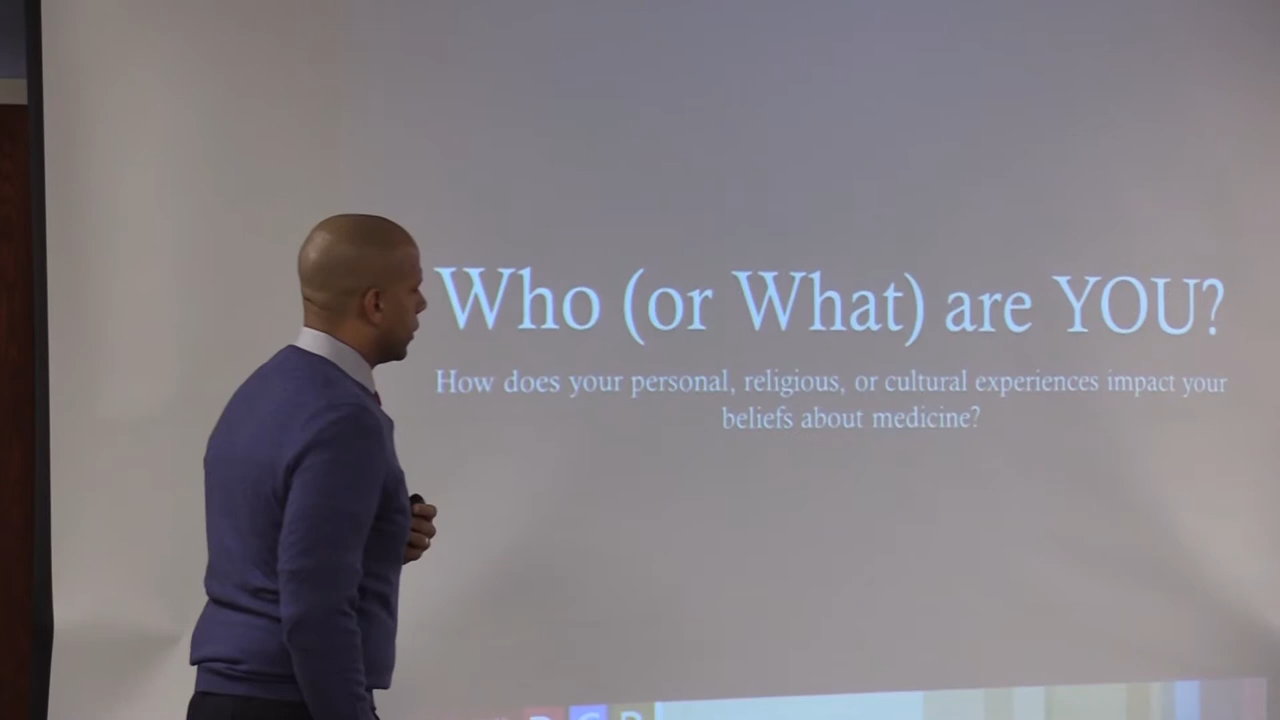 Who (or What) are YOU?
How does your personal, religious, or cultural experiences impact your
beliefs about medicine?